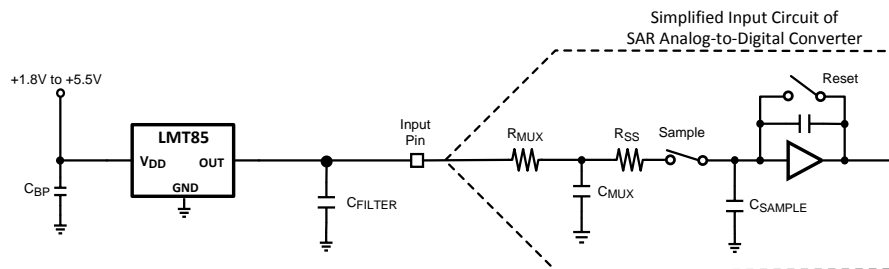 Simplified Input Circuit of
SAR Analog-to-Digital Converter
+1.8V to +5.5V
Reset
LMT85
Input
Pin
RMUX
RSS
Sample
VDD
OUT
GND
CBP
CFILTER
CMUX
CSAMPLE